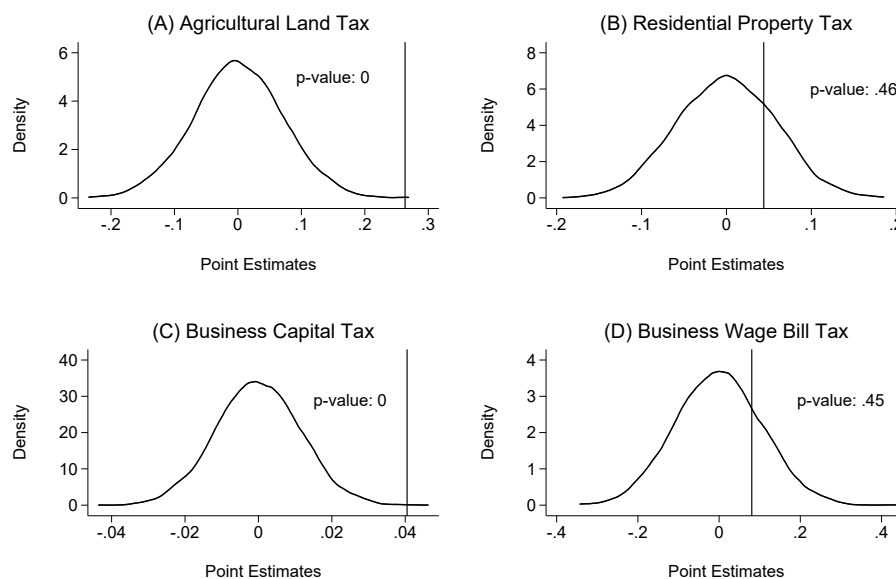 (A) Agricultural Land Tax
6
4
2
0
Density
p-value: 0
-.2 -.1 0 .1 .2 .3
Point Estimates
(B) Residential Property Tax
8
6
4
2
0
Density
p-value: .46
-.1 0 .1 .2
Point Estimates
(C) Business Capital Tax
40
30
20
10
0
Density
p-value: 0
-.04 -.02 0 .02 .04
Point Estimates
(D) Business Wage Bill Tax
4
3
2
1
0
Density
p-value: .45
-.4 -.2 0 .2 .4
Point Estimates